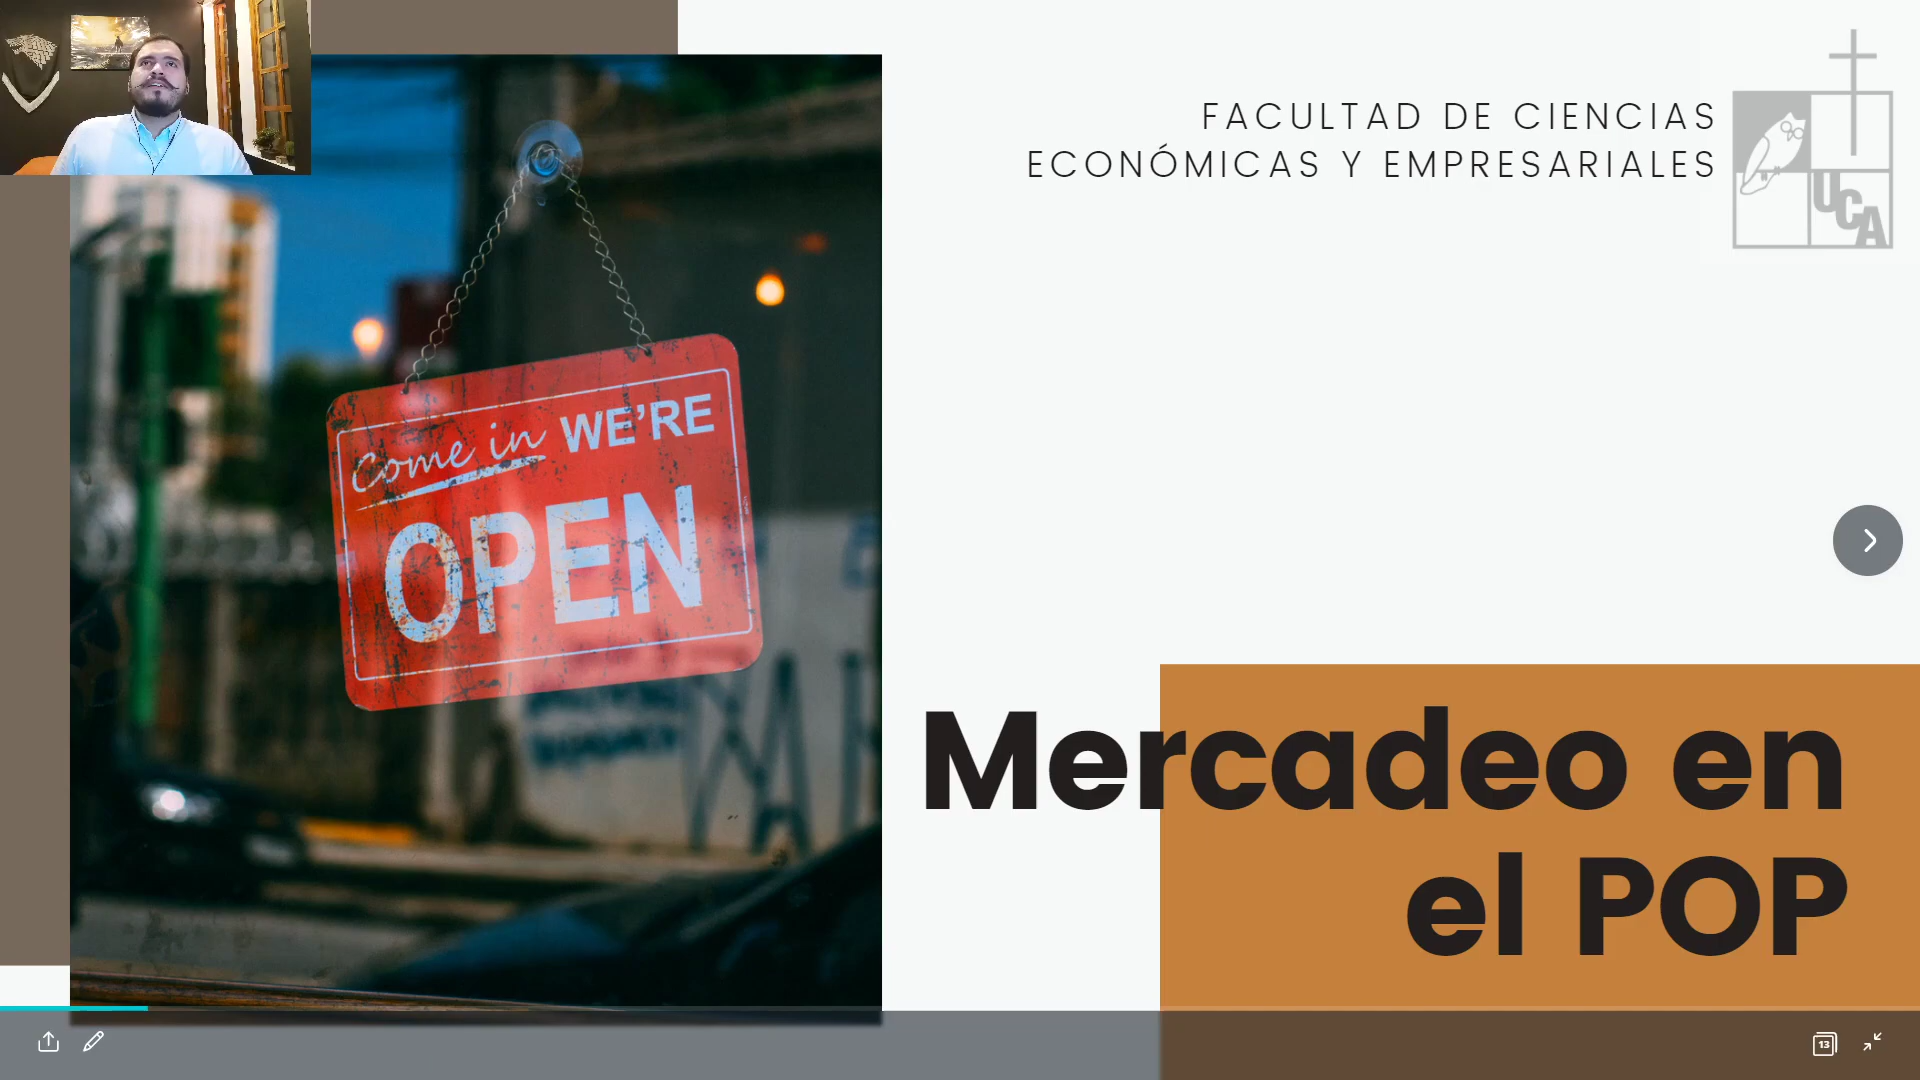 FACULTAD DE CIENCIAS
ECONÓMICAS Y EMPRESARIALES
UCA
Come in WE'RE
OPEN
Mercadeo en
el POP
13